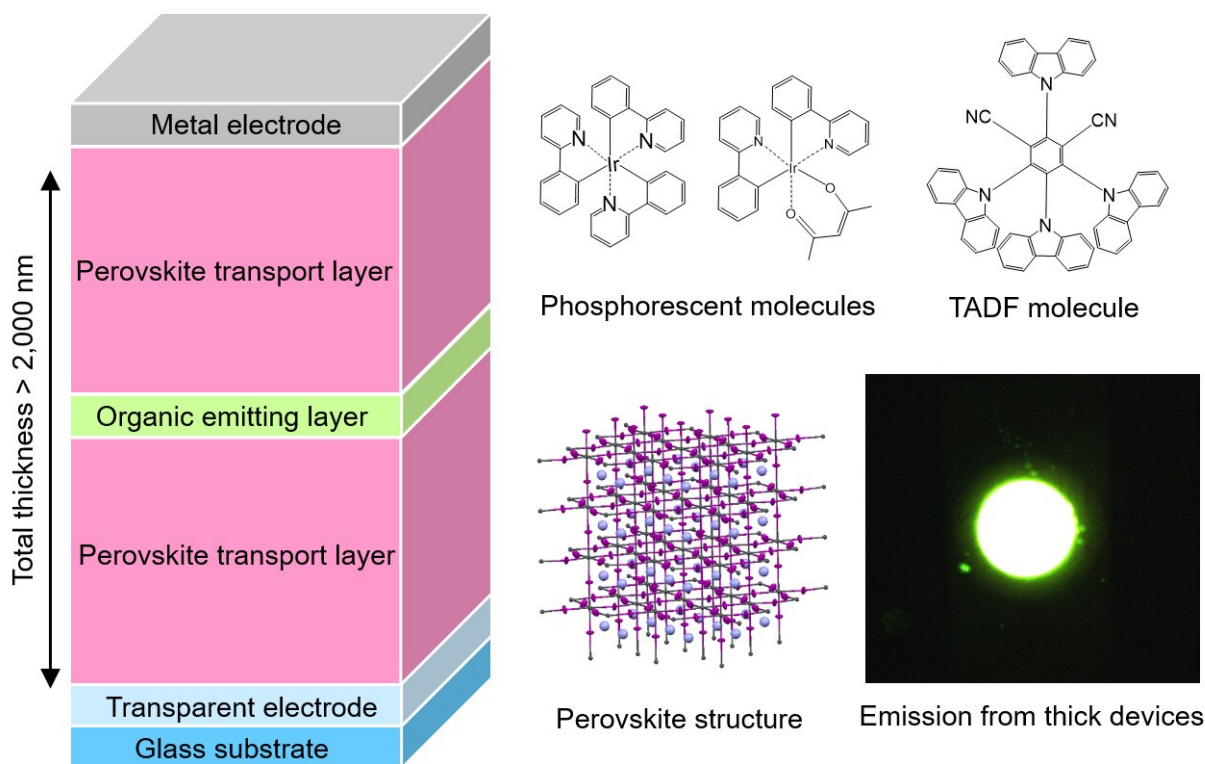 Metal electrode
Perovskite transport layer
Organic emitting layer
Perovskite transport layer
Transparent electrode
Glass substrate
Total thickness > 2,000 nm
N
N
Ir
N
N
N
Ir
O
O
Phosphorescent molecules
N
NC
CN
N
N
N
TADF molecule
Perovskite structure
Emission from thick devices